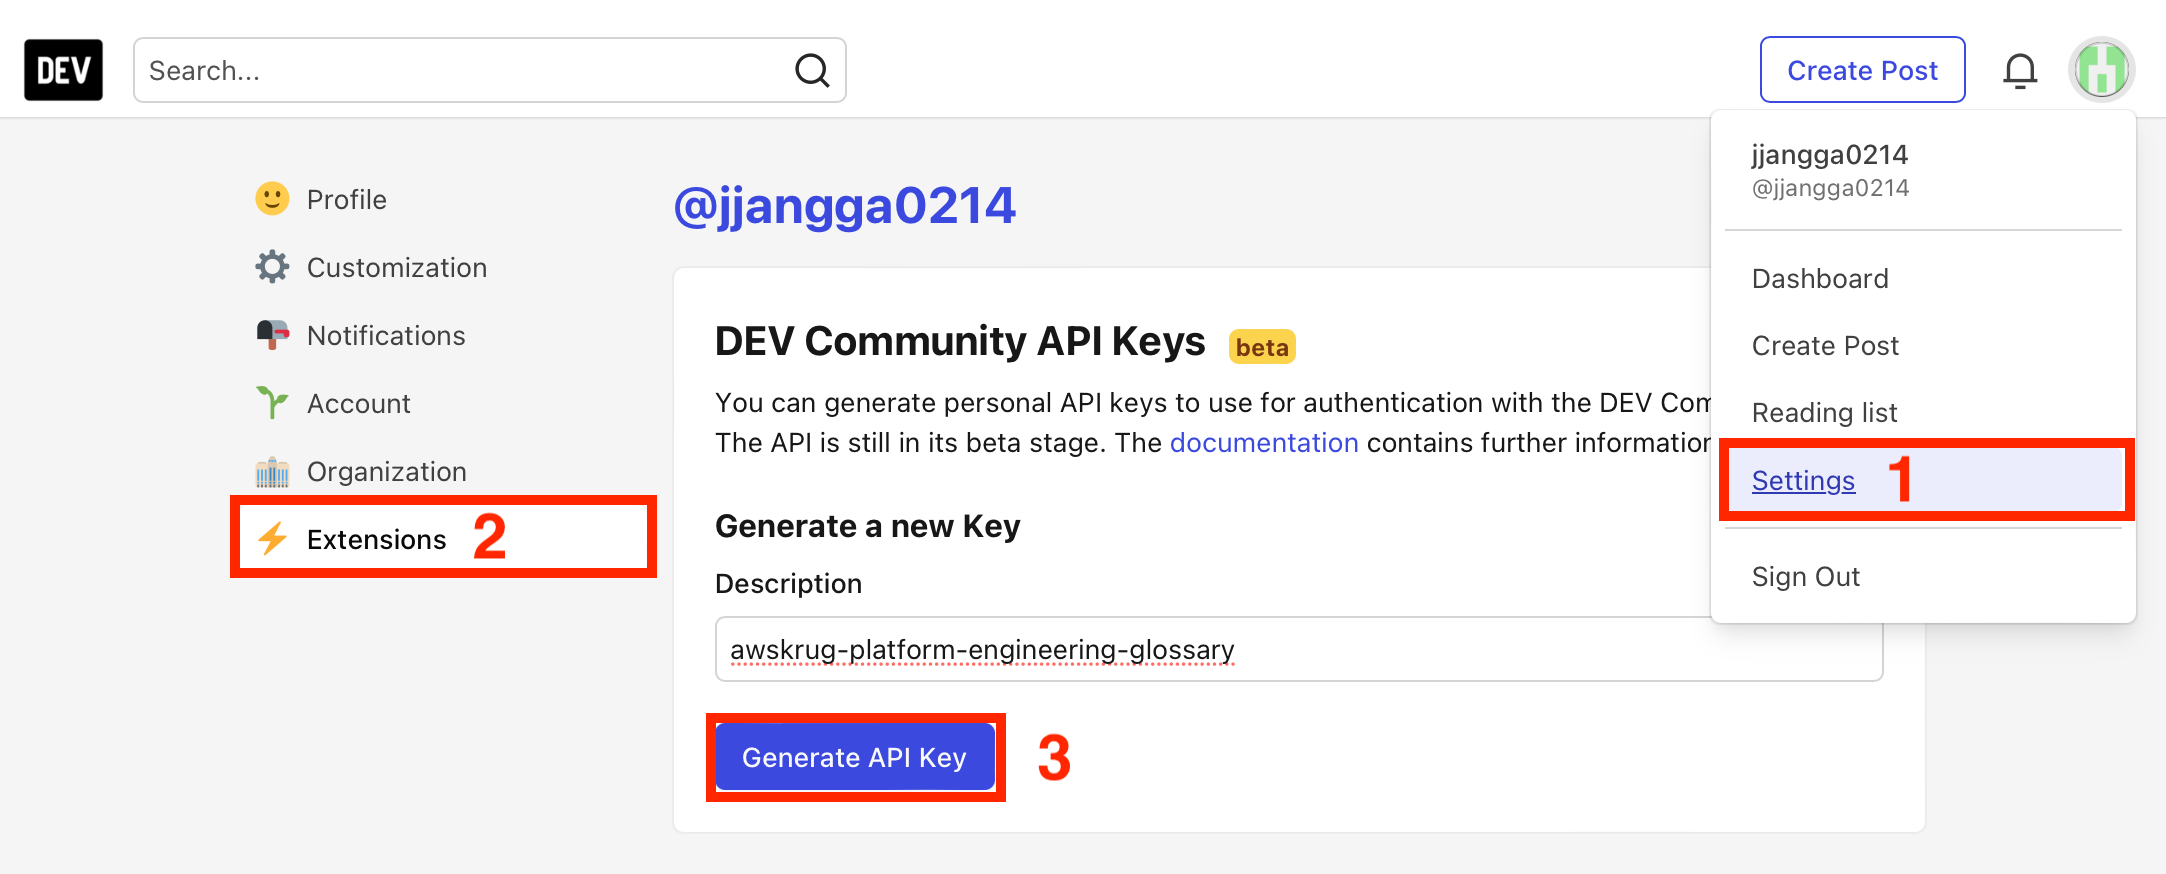 DEV
Search...
Create Post
jjangga0214
@jjangga0214
Dashboard
Create Post
Reading list
Settings 1
Sign Out
Profile
Customization
Notifications
Account
Organization
Extensions 2
@jjangga0214
DEV Community API Keys beta
You can generate personal API keys to use for authentication with the DEV Com
The API is still in its beta stage. The documentation contains further information
Generate a new Key
Description
awskrug-platform-engineering-glossary
Generate API Key 3